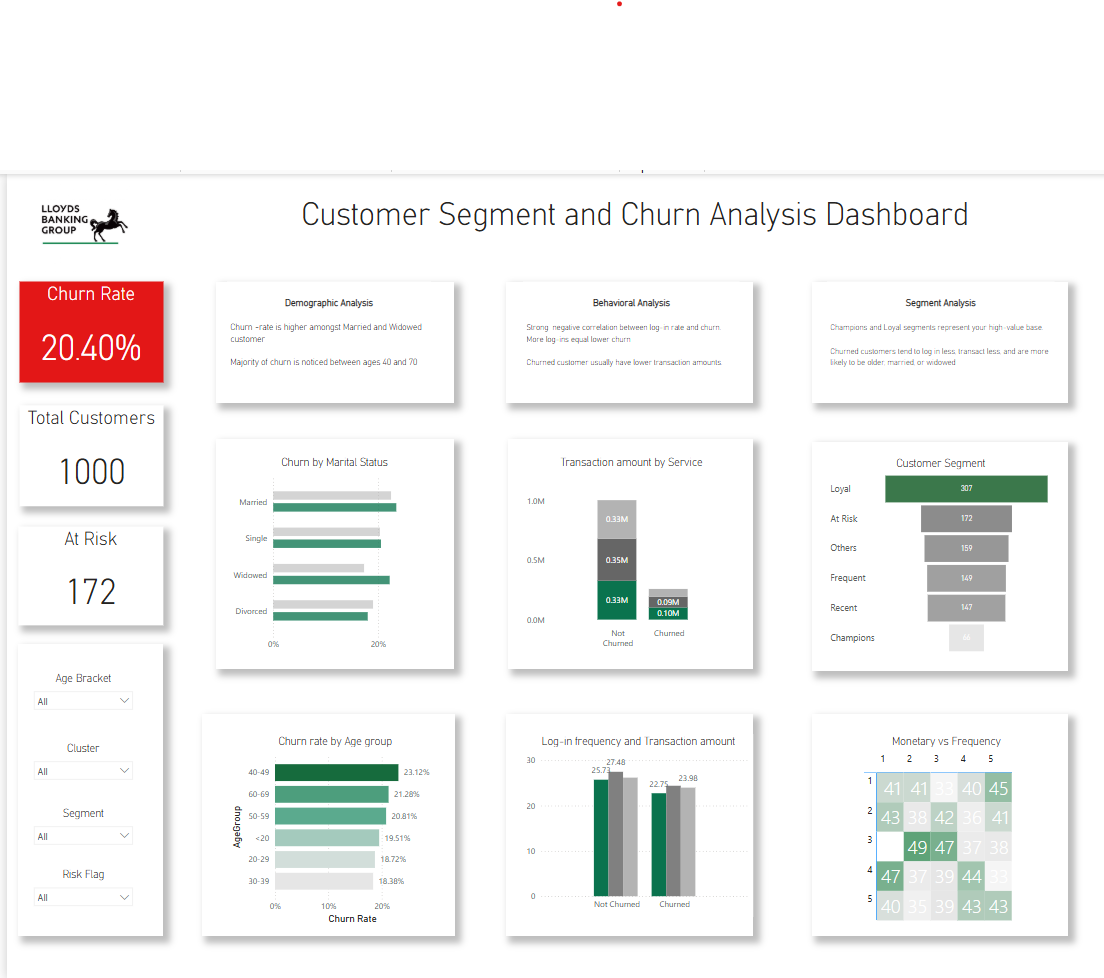 LLOYDS
BANKING
GROUP
Customer Segment and Churn Analysis Dashboard
Churn Rate
20.40%
Total Customers
1000
At Risk
172
Age Bracket
All
Cluster
All
Segment
All
Risk Flag
All
Demographic Analysis
Churn -rate is higher amongst Married and Widowed
customer
Majority of churn is noticed between ages 40 and 70
Behavioral Analysis
Strong negative correlation between log-in rate and churn.
More log-ins equal lower churn
Churned customer usually have lower transaction amounts
Segment Analysis
Champions and Loyal segments represent your high-value base
Churned customers tend to log in less, transact less, and are more
likely to be older, married, or widowed
Churn by Marital Status
Married
Single
Widowed
Divorced
0%
20%
Transaction amount by Service
1.0M
0.5M
0.0M
0.33M
0.35M
0.33M
0.09M
0.10M
Not
Churned
Churned
Customer Segment
Loyal
307
At Risk
172
Others
159
Frequent
149
Recent
147
Champions
Churn rate by Age group
AgeGroup
40-49
23.12%
60-69
21.28%
50-59
20.81%
<20
19.51%
20-29
18.72%
30-39
18.38%
0%
10%
20%
Churn Rate
Log-in frequency and Transaction amount
30
20
10
0
25.73
27.48
22.75
23.98
Not Churned
Churned
Monetary vs Frequency
1 2 3 4 5
1 41 41 33 40 45
2 43 38 42 36 41
3 49 47 37 38
4 47 37 39 44 33
5 40 35 39 43 43